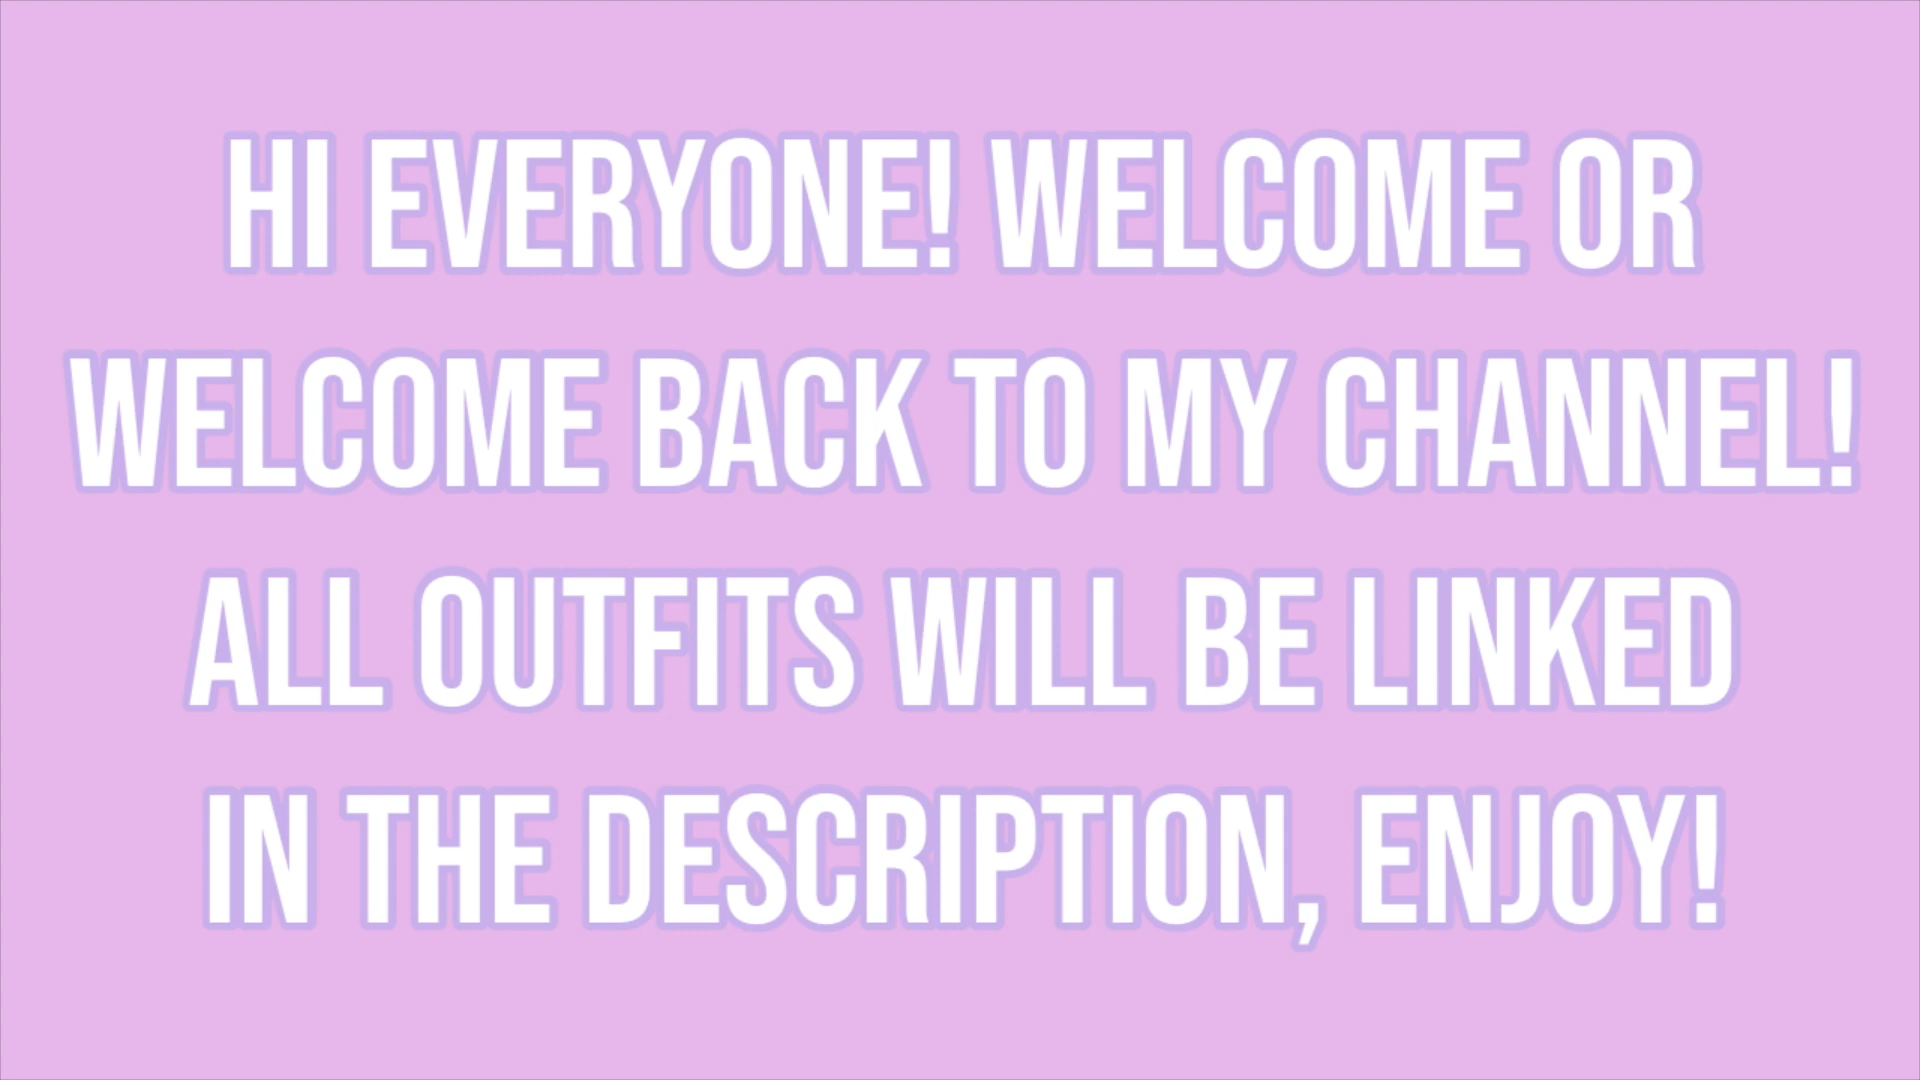 HI EVERYONE! WELCOME OR
WELCOME BACK TO MY CHANNEL!
ALL OUTFITS WILL BE LINKED
IN THE DESCRIPTION, ENJOY!